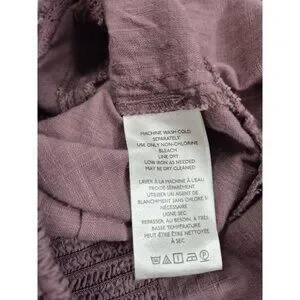 MACHINE WASH COLD
SEPARATELY
USE ONLY NON-CHLORINE
BLEACH
LINE DRY
LOW IRON AS NEEDED
MAY BE DRY CLEANED
LAVER À LA MACHINE À L'EAU
FROIDE SÉPARÉMENT
UTILISER UN AGENT DE
BLANCHIMENT SANS CHLORE SI
NÉCESSAIRE
LIGNE SEC
REPASSER, AU BESOIN, À TRÈS
BASSE TEMPÉRATURE
PEUT ÊTRE NETTOYÉE
À SEC